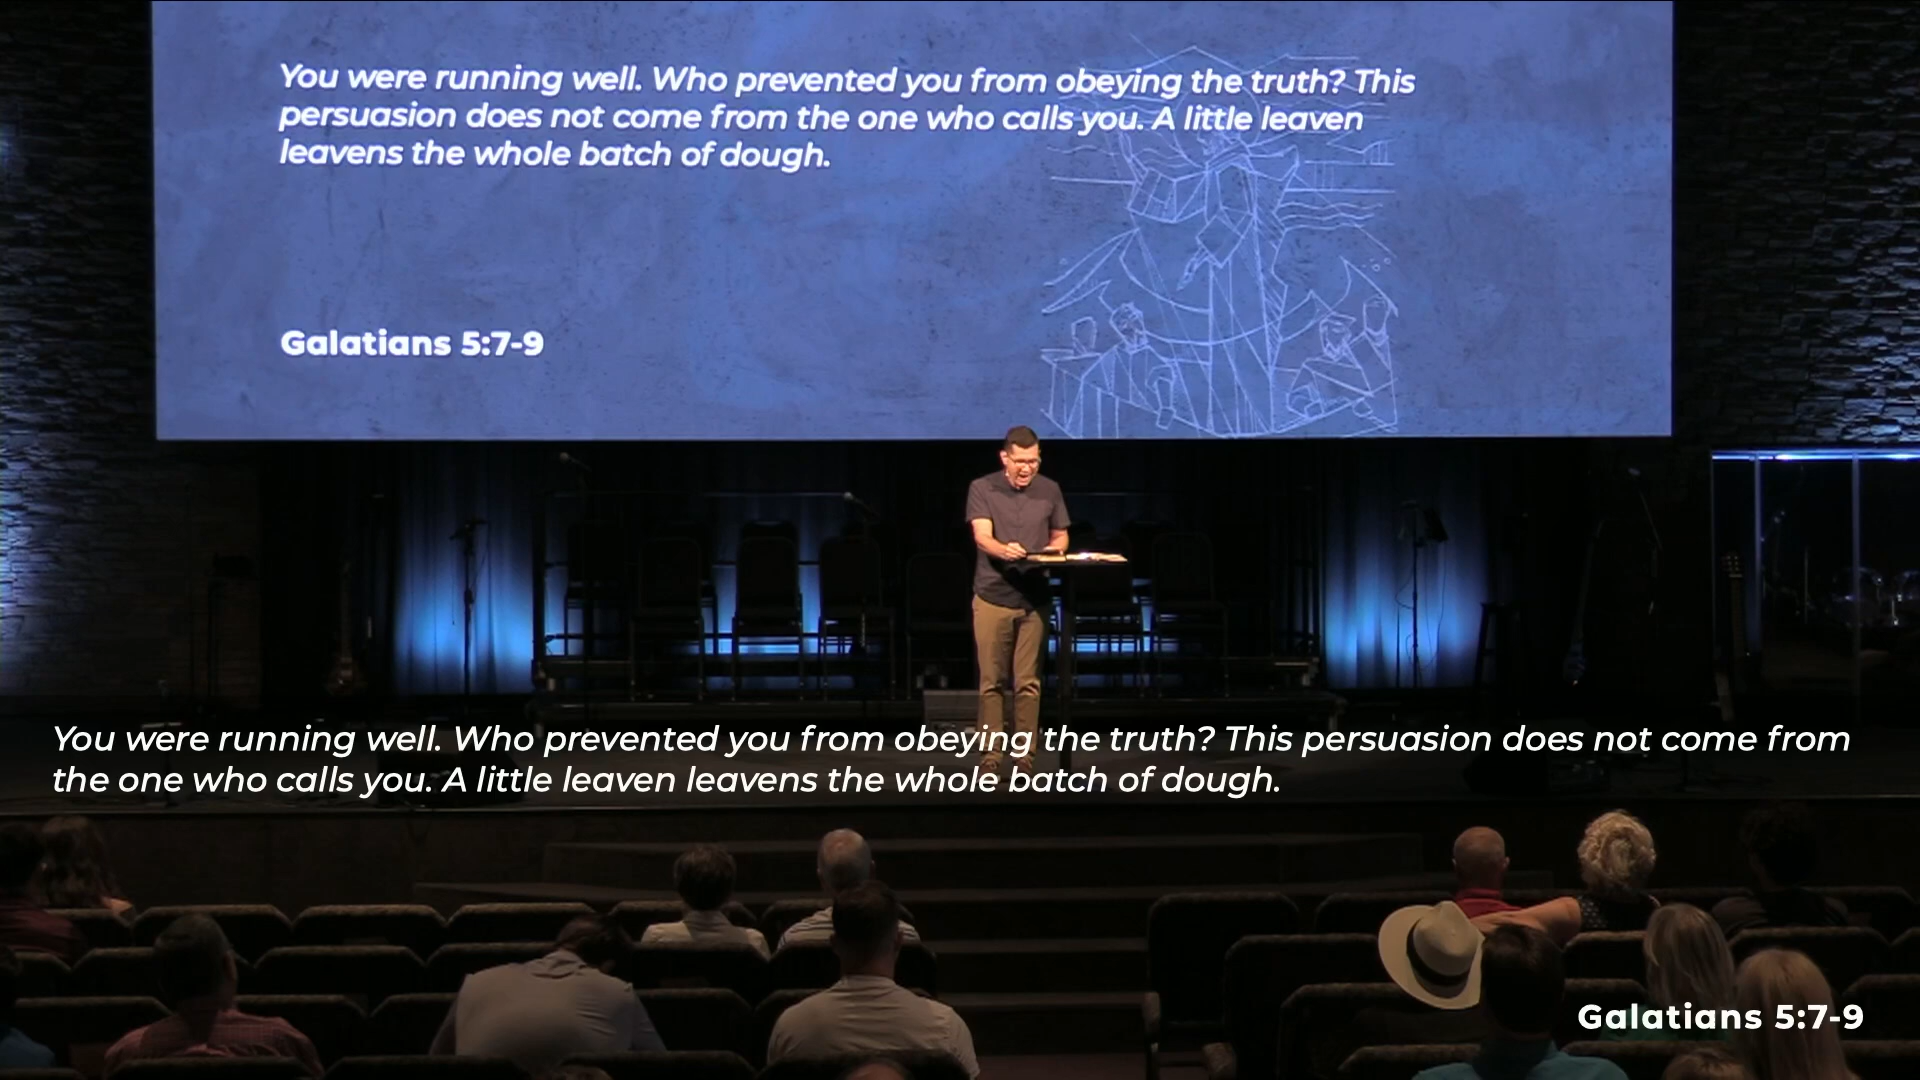 You were running well. Who prevented you from obeying the truth? This
persuasion does not come from the one who calls you. A little leaven
leavens the whole batch of dough.
Galatians 5:7-9
You were running well. Who prevented you from obeying the truth? This persuasion does not come from
the one who calls you. A little leaven leavens the whole batch of dough.
Galatians 5:7-9